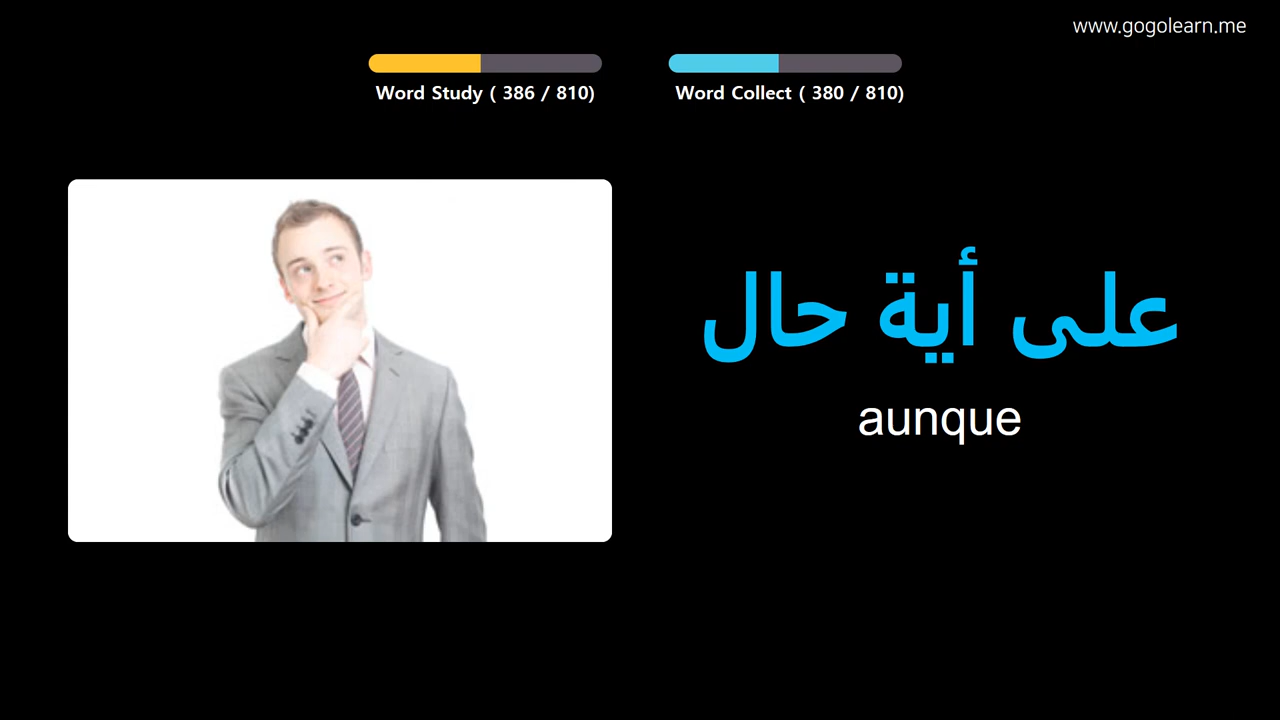 www.gogolearn.me
Word Study ( 386 / 810)
Word Collect ( 380 / 810)
على أية حال
aunque